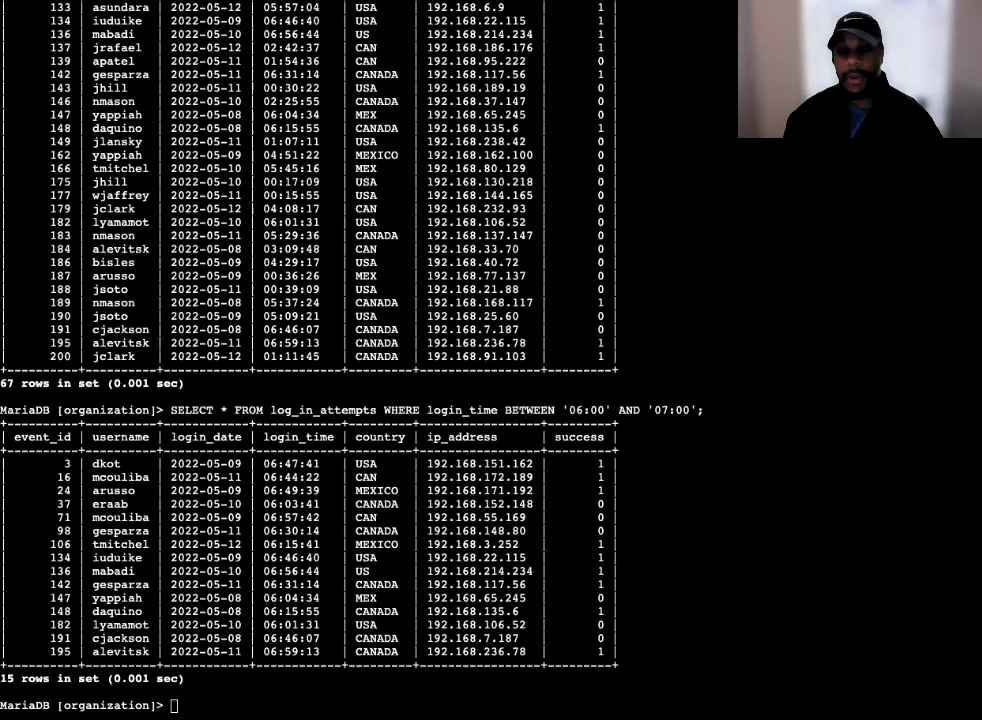 | 133 | asundara | 2022-05-12 | 05:57:04 | USA | 192.168.6.9 | 1 |
| 134 | iuduike | 2022-05-09 | 06:46:40 | USA | 192.168.22.115 | 1 |
| 136 | mabadi | 2022-05-10 | 06:56:44 | US | 192.168.214.234 | 1 |
| 137 | jrafael | 2022-05-12 | 02:42:37 | CAN | 192.168.186.176 | 1 |
| 139 | apatel | 2022-05-11 | 01:54:36 | CAN | 192.168.95.222 | 0 |
| 142 | gesparza | 2022-05-11 | 06:31:14 | CANADA | 192.168.117.56 | 1 |
| 143 | jhill | 2022-05-11 | 00:30:22 | USA | 192.168.189.19 | 0 |
| 146 | nmason | 2022-05-10 | 02:25:55 | CANADA | 192.168.37.147 | 0 |
| 147 | yappiah | 2022-05-08 | 06:04:34 | MEX | 192.168.65.245 | 0 |
| 148 | daquino | 2022-05-08 | 06:15:55 | CANADA | 192.168.135.6 | 1 |
| 149 | jlansky | 2022-05-11 | 01:07:11 | USA | 192.168.238.42 | 0 |
| 162 | yappiah | 2022-05-09 | 04:51:22 | MEXICO | 192.168.162.100 | 0 |
| 166 | tmitchel | 2022-05-10 | 05:45:16 | MEX | 192.168.80.129 | 0 |
| 175 | jhill | 2022-05-10 | 00:17:09 | USA | 192.168.130.218 | 0 |
| 177 | wjaffrey | 2022-05-11 | 00:15:55 | USA | 192.168.144.165 | 0 |
| 179 | jclark | 2022-05-12 | 04:08:17 | CAN | 192.168.232.93 | 0 |
| 182 | lyamamot | 2022-05-10 | 06:01:31 | USA | 192.168.106.52 | 0 |
| 183 | nmason | 2022-05-11 | 05:29:36 | CANADA | 192.168.137.147 | 0 |
| 184 | alevitsk | 2022-05-08 | 03:09:48 | CAN | 192.168.33.70 | 0 |
| 186 | bisles | 2022-05-09 | 04:29:17 | USA | 192.168.40.72 | 0 |
| 187 | arusso | 2022-05-09 | 00:36:26 | MEX | 192.168.77.137 | 0 |
| 188 | jsoto | 2022-05-11 | 00:39:09 | USA | 192.168.21.88 | 0 |
| 189 | nmason | 2022-05-08 | 05:37:24 | CANADA | 192.168.168.117 | 1 |
| 190 | jsoto | 2022-05-09 | 05:09:21 | USA | 192.168.25.60 | 0 |
| 191 | cjackson | 2022-05-08 | 06:46:07 | CANADA | 192.168.7.187 | 0 |
| 195 | alevitsk | 2022-05-11 | 06:59:13 | CANADA | 192.168.236.78 | 1 |
| 200 | jclark | 2022-05-12 | 01:11:45 | CANADA | 192.168.91.103 | 1 |
+----------+----------+------------+------------+---------+-----------------+---------+
67 rows in set (0.001 sec)
MariaDB [organization]> SELECT * FROM log_in_attempts WHERE login_time BETWEEN '06:00' AND '07:00';
+----------+----------+------------+------------+---------+-----------------+---------+
| event_id | username | login_date | login_time | country | ip_address | success |
+----------+----------+------------+------------+---------+-----------------+---------+
| 3 | dkot | 2022-05-09 | 06:47:41 | USA | 192.168.151.162 | 1 |
| 16 | mcouliba | 2022-05-11 | 06:44:22 | CAN | 192.168.172.189 | 1 |
| 24 | arusso | 2022-05-09 | 06:49:39 | MEXICO | 192.168.171.192 | 1 |
| 37 | eraab | 2022-05-10 | 06:03:41 | CANADA | 192.168.152.148 | 0 |
| 71 | mcouliba | 2022-05-09 | 06:57:42 | CAN | 192.168.55.169 | 0 |
| 98 | gesparza | 2022-05-11 | 06:30:14 | CANADA | 192.168.148.80 | 0 |
| 106 | tmitchel | 2022-05-12 | 06:15:41 | MEXICO | 192.168.3.252 | 1 |
| 134 | iuduike | 2022-05-09 | 06:46:40 | USA | 192.168.22.115 | 1 |
| 136 | mabadi | 2022-05-10 | 06:56:44 | US | 192.168.214.234 | 1 |
| 142 | gesparza | 2022-05-11 | 06:31:14 | CANADA | 192.168.117.56 | 1 |
| 147 | yappiah | 2022-05-08 | 06:04:34 | MEX | 192.168.65.245 | 0 |
| 148 | daquino | 2022-05-08 | 06:15:55 | CANADA | 192.168.135.6 | 1 |
| 182 | lyamamot | 2022-05-10 | 06:01:31 | USA | 192.168.106.52 | 0 |
| 191 | cjackson | 2022-05-08 | 06:46:07 | CANADA | 192.168.7.187 | 0 |
| 195 | alevitsk | 2022-05-11 | 06:59:13 | CANADA | 192.168.236.78 | 1 |
+----------+----------+------------+------------+---------+-----------------+---------+
15 rows in set (0.001 sec)
MariaDB [organization]>